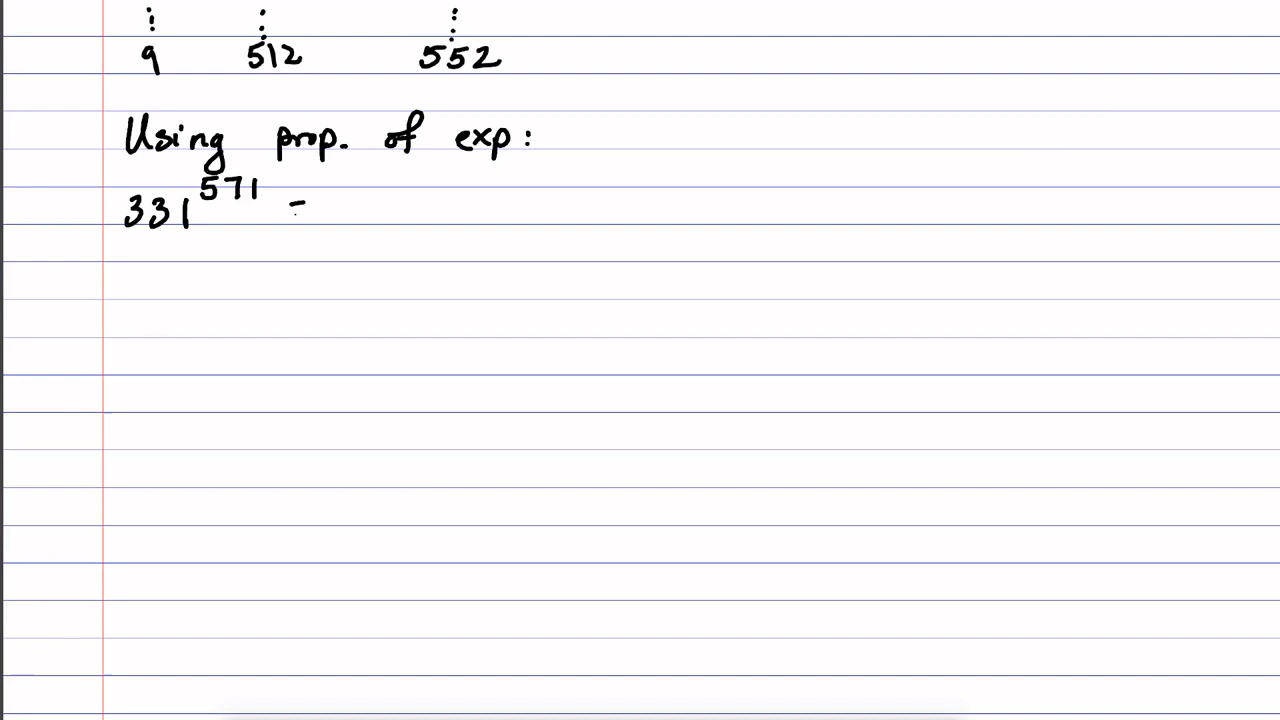 ⋮ ⋮ ⋮
9 512 552
Using prop. of exp:
331^571 =